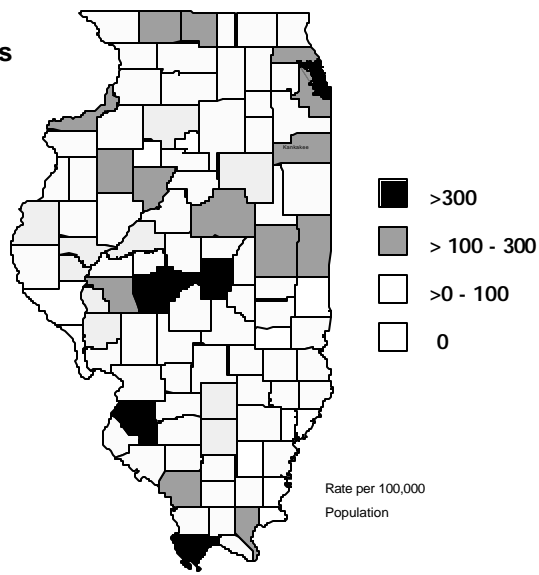 s
Kankakee
>300
> 100 - 300
>0 - 100
0
Rate per 100,000
Population